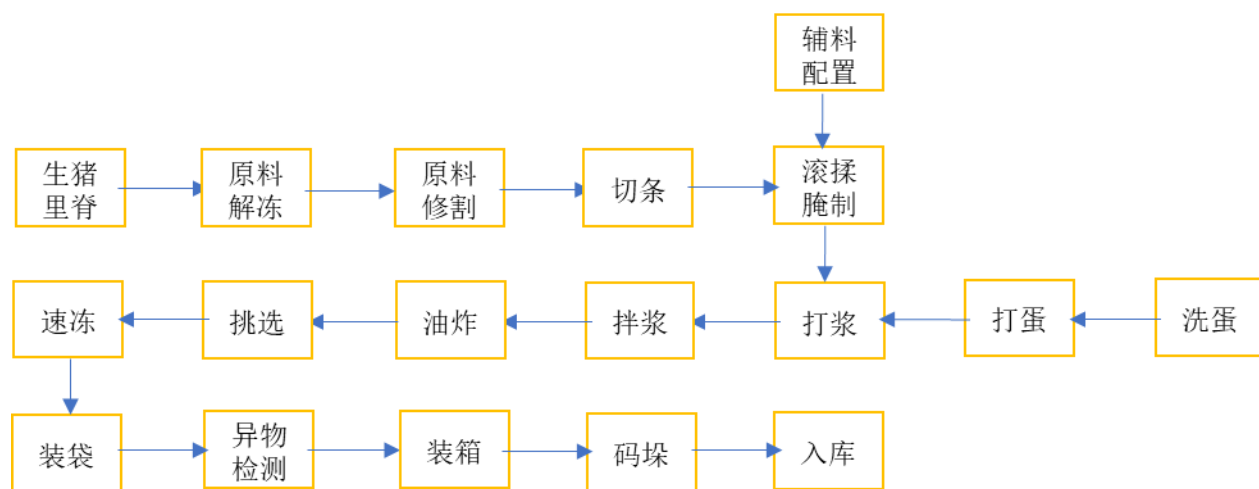 辅料
配置
生猪
里脊
原料
解冻
原料
修割
切条
滚揉
腌制
速冻
挑选
油炸
拌浆
打浆
打蛋
洗蛋
装袋
异物
检测
装箱
码垛
入库